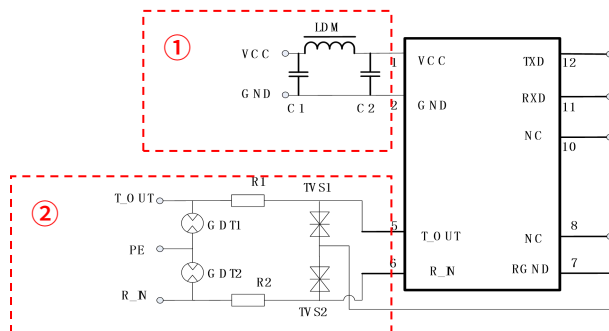 ①
LDM
VCC
GND
C1
C2
1
VCC
TXD
12
2
GND
RXD
11
NC
10
②
T_OUT
R1
TVS1
GDT1
5
T_OUT
NC
8
PE
GDT2
6
R_IN
RGND
7
R_IN
R2
TVS2